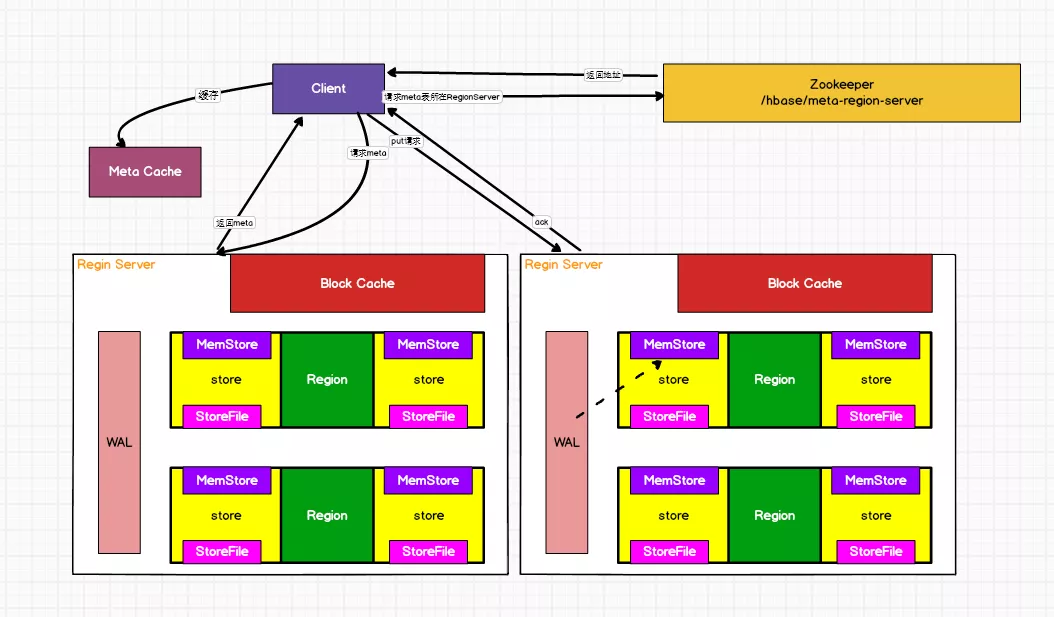 返回地址
Client
Zookeeper
/hbase/meta-region-server
缓存
请求meta表所在RegionServer
put请求
请求meta
Meta Cache
返回meta
ack
Regin Server
Block Cache
MemStore
MemStore
store
Region
store
StoreFile
StoreFile
WAL
MemStore
MemStore
store
Region
store
StoreFile
StoreFile
Regin Server
Block Cache
MemStore
MemStore
store
Region
store
StoreFile
StoreFile
WAL
MemStore
MemStore
store
Region
store
StoreFile
StoreFile